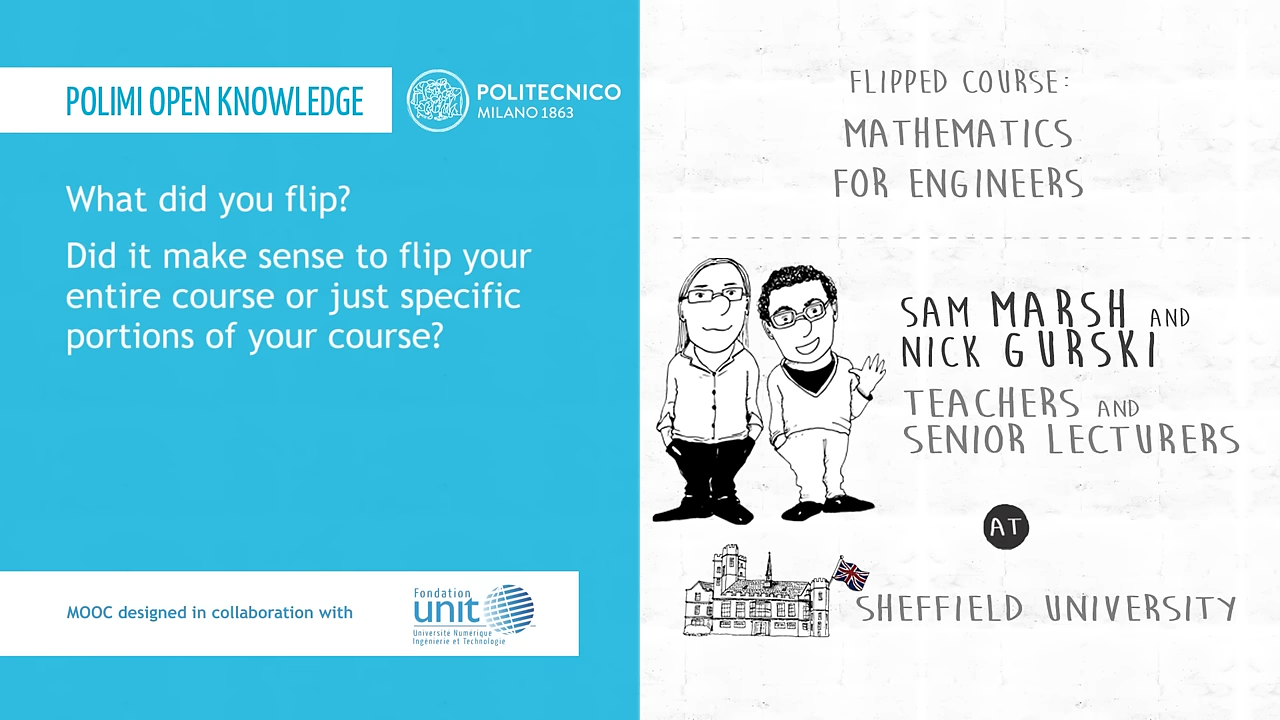 POLIMI OPEN KNOWLEDGE
POLITECNICO
MILANO 1863
What did you flip?
Did it make sense to flip your
entire course or just specific
portions of your course?
MOOC designed in collaboration with
Fondation
unit
Université Numérique
Ingénierie et Technologie
FLIPPED COURSE:
MATHEMATICS
FOR ENGINEERS
SAM MARSH AND
NICK GURSKI
TEACHERS AND
SENIOR LECTURERS
AT
SHEFFIELD UNIVERSITY